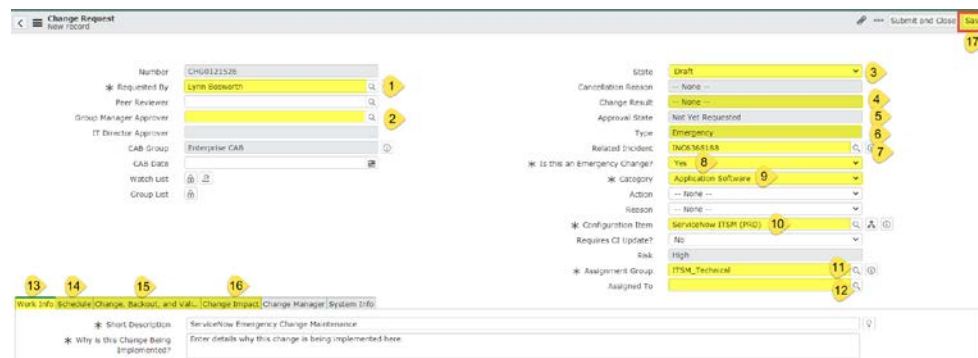 Change Request
New record
Submit and Close Sav
17
Number CHG0121526
* Requested By Lynn Bosworth 1
Peer Reviewer
Group Manager Approver 2
IT Director Approver
CAB Group Enterprise CAB
CAB Date
Watch List
Group List
State Draft 3
Cancellation Reason -- None --
Change Result -- None -- 4
Approval State Not Yet Requested 5
Type Emergency 6
Related Incident INC6368188 7
* Is this an Emergency Change? Yes 8
* Category Application Software 9
Action -- None --
Reason -- None --
* Configuration Item ServiceNow ITSM (PRD) 10
Requires CI Update? No
Risk High
* Assignment Group ITSM_Technical 11
Assigned To 12
13 14 15 16
Work Info Schedule Change, Backout, and Vali... Change Impact Change Manager System Info
* Short Description ServiceNow Emergency Change Maintenance
* Why is this Change Being Implemented? Enter details why this change is being implemented here